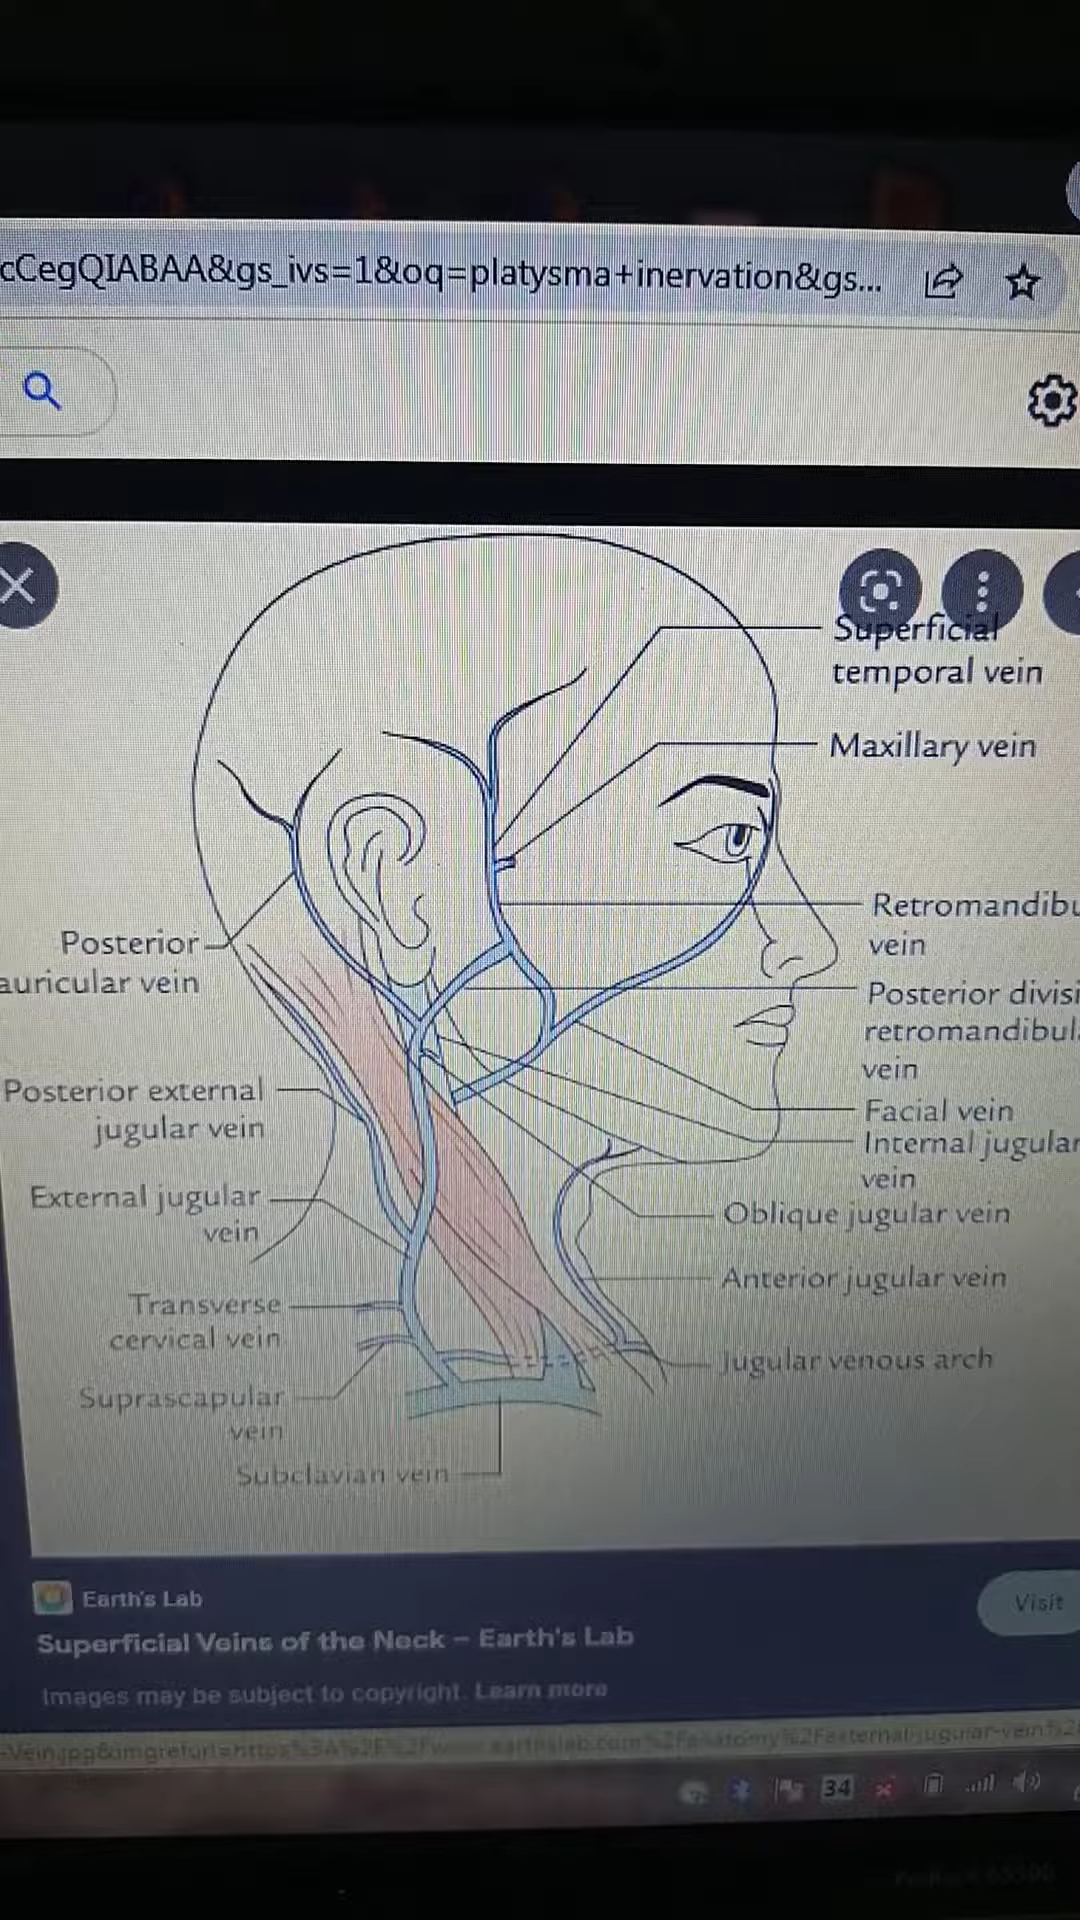 cCegQIABAA&gs_ivs=1&oq=platysma+inervation&gs...
Superficial
temporal vein
Maxillary vein
Retromandibu
vein
Posterior
auricular vein
Posterior divisi
retromandibul
vein
Posterior external
jugular vein
Facial vein
Internal jugular
vein
External jugular
vein
Oblique jugular vein
Anterior jugular vein
Transverse
cervical vein
Jugular venous arch
Suprascapular
vein
Subclavian vein
Earth's Lab
Visit
Superficial Veins of the Neck – Earth's Lab
Images may be subject to copyright. Learn more
34